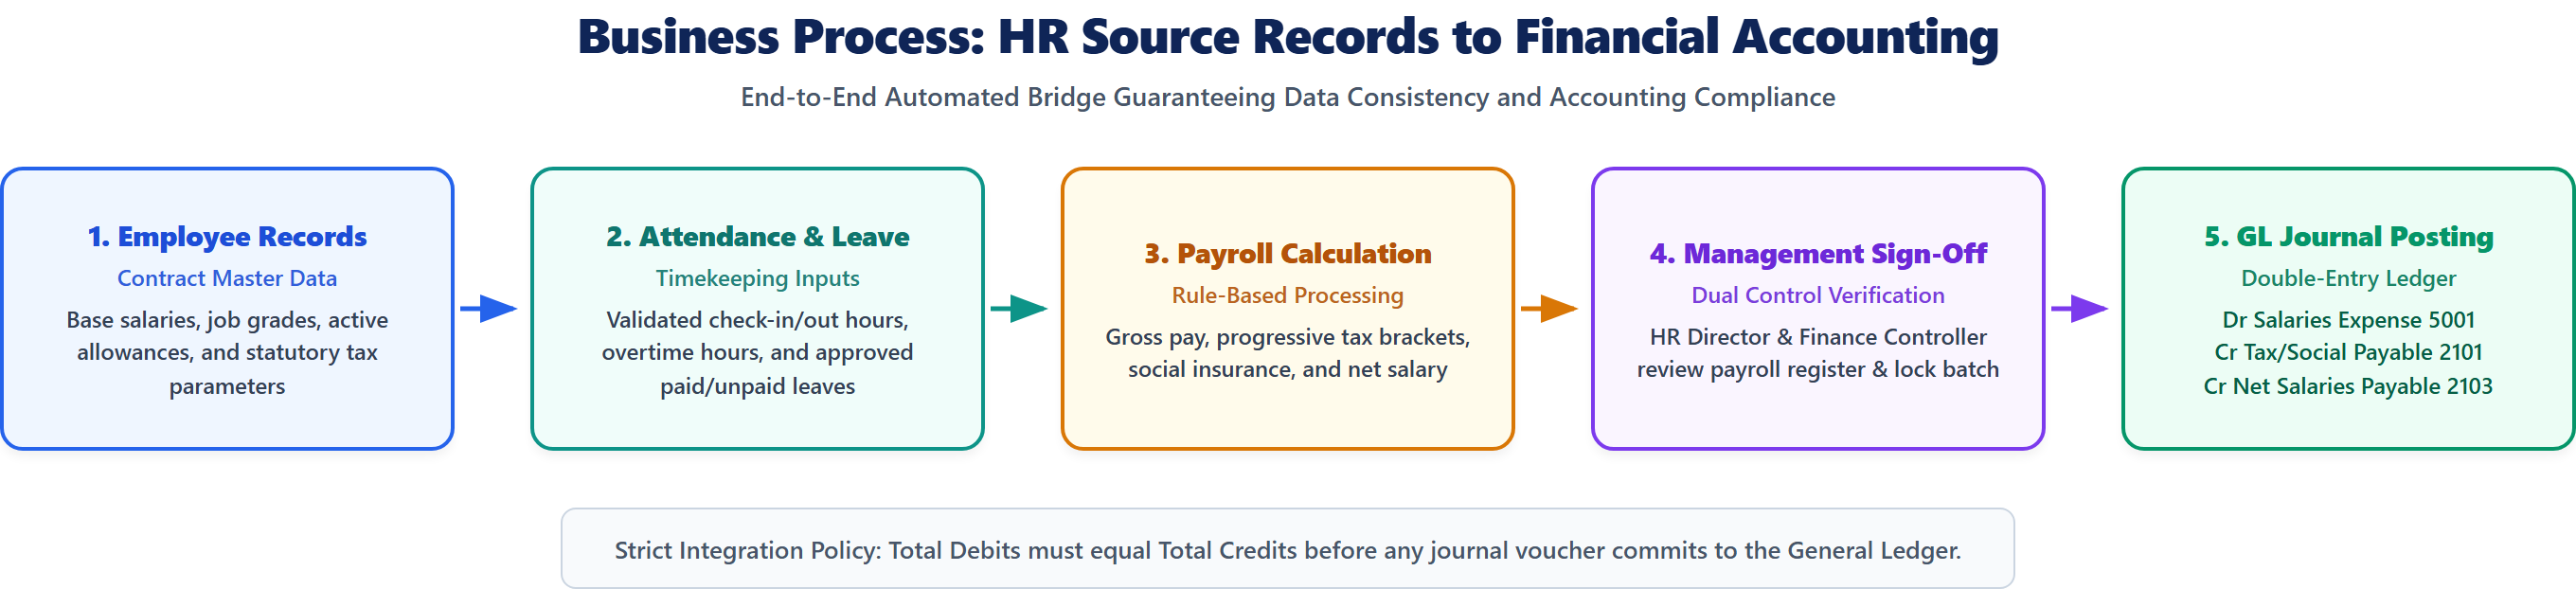 Business Process: HR Source Records to Financial Accounting
End-to-End Automated Bridge Guaranteeing Data Consistency and Accounting Compliance
1. Employee Records
Contract Master Data
Base salaries, job grades, active
allowances, and statutory tax
parameters
2. Attendance & Leave
Timekeeping Inputs
Validated check-in/out hours,
overtime hours, and approved
paid/unpaid leaves
3. Payroll Calculation
Rule-Based Processing
Gross pay, progressive tax brackets,
social insurance, and net salary
4. Management Sign-Off
Dual Control Verification
HR Director & Finance Controller
review payroll register & lock batch
5. GL Journal Posting
Double-Entry Ledger
Dr Salaries Expense 5001
Cr Tax/Social Payable 2101
Cr Net Salaries Payable 2103
Strict Integration Policy: Total Debits must equal Total Credits before any journal voucher commits to the General Ledger.